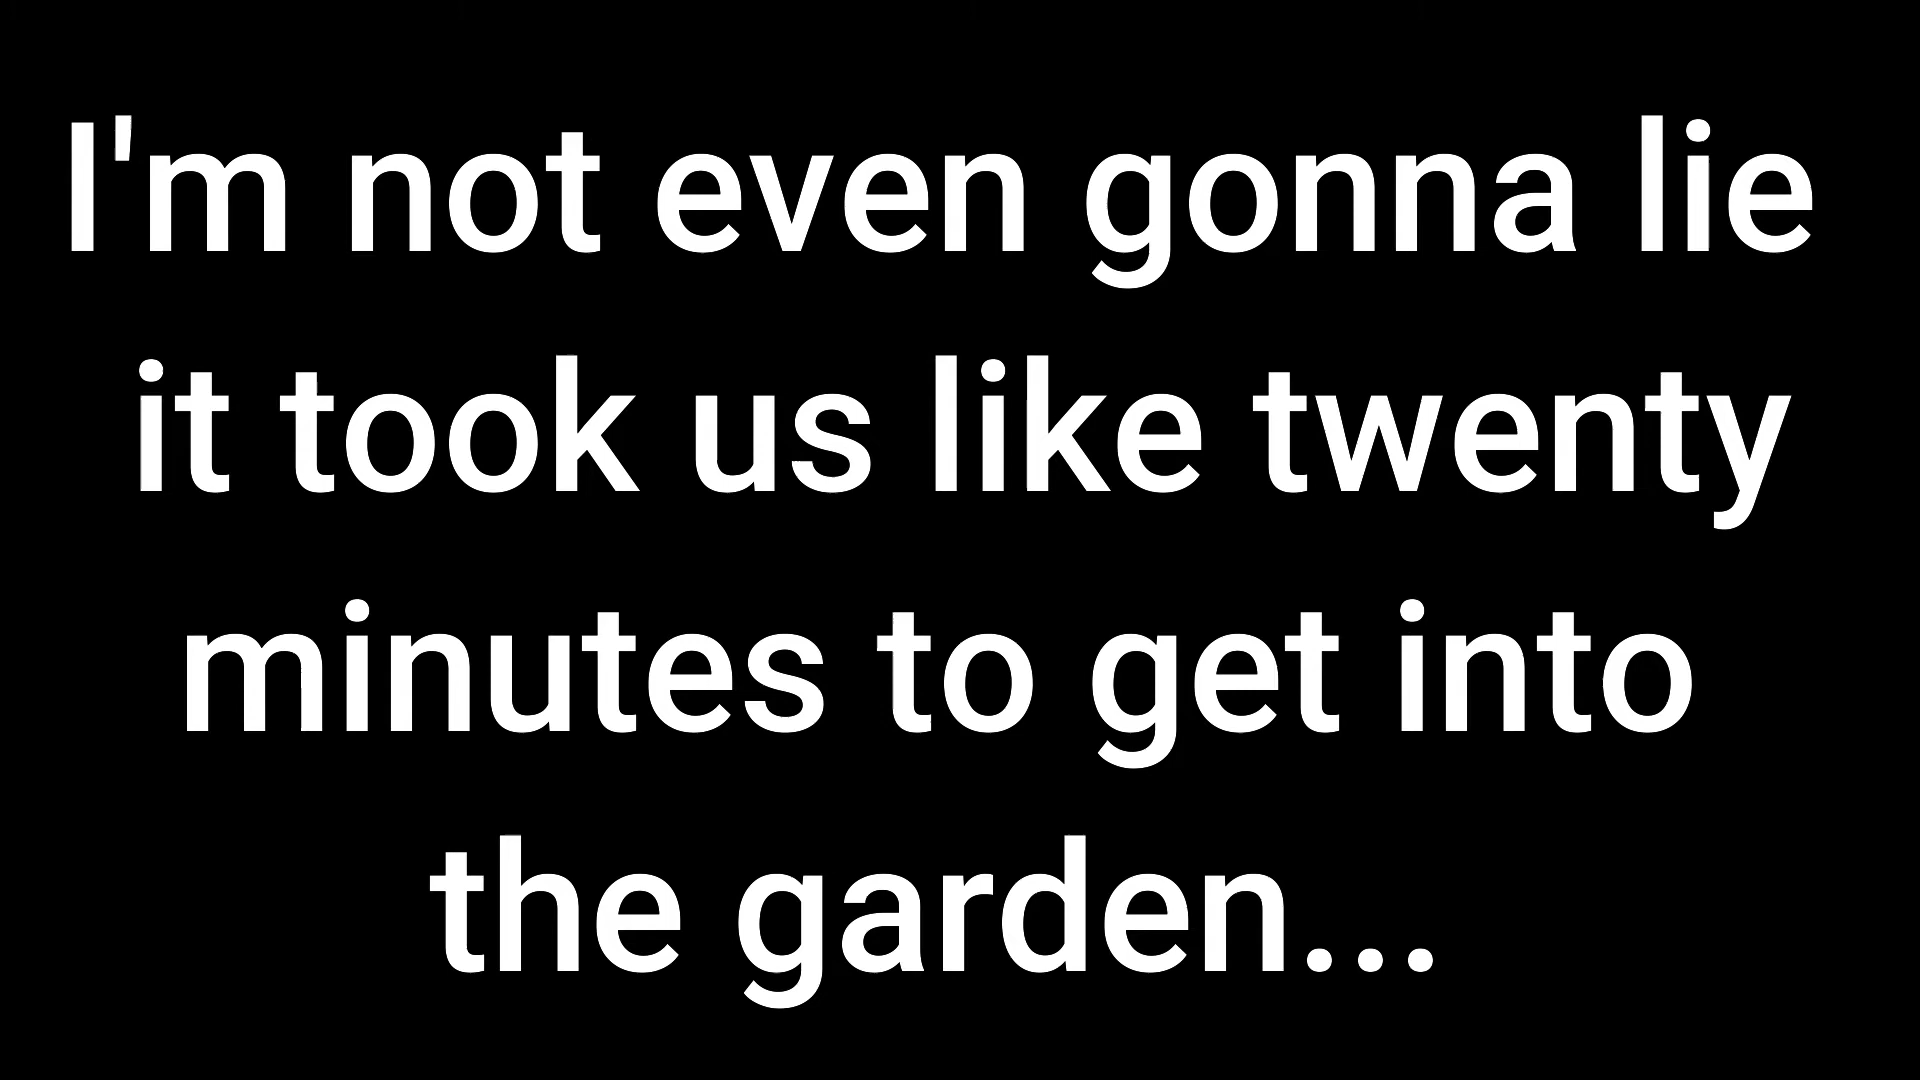 I'm not even gonna lie
it took us like twenty
minutes to get into
the garden...